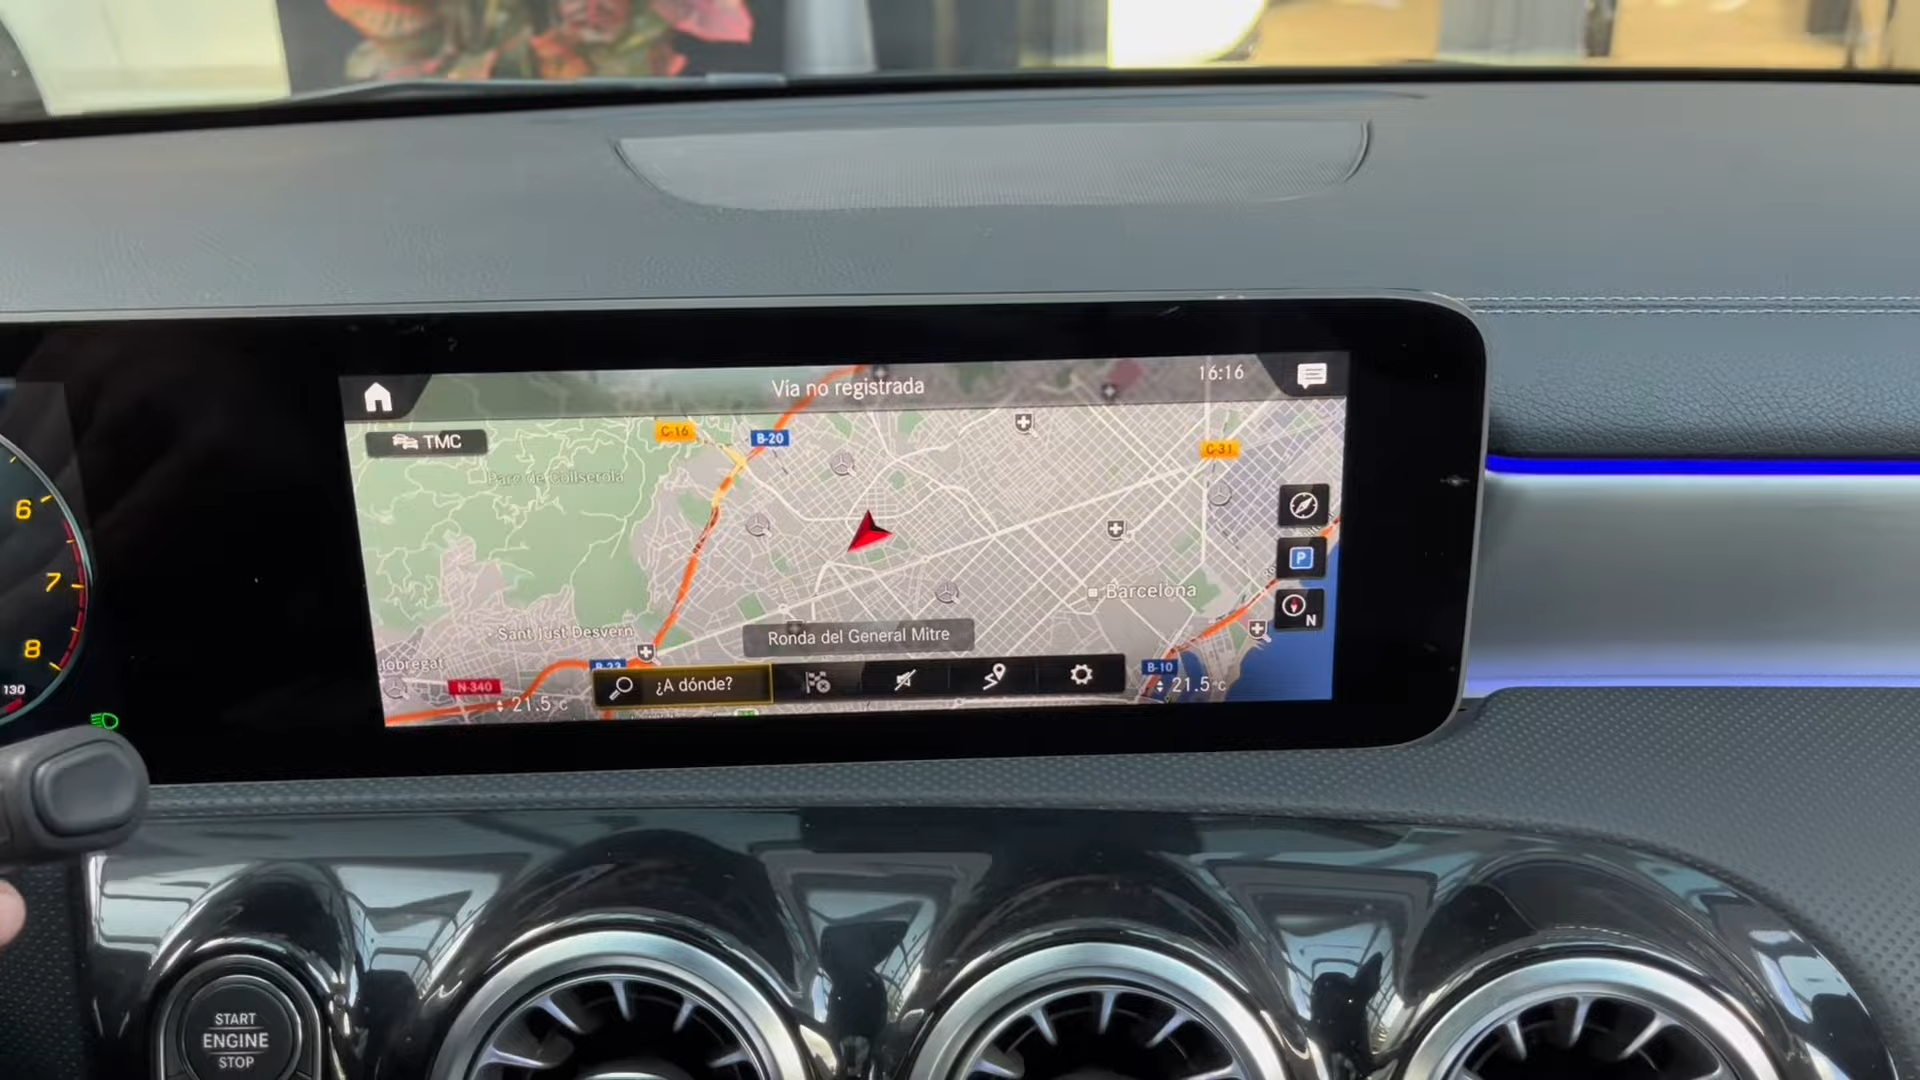 Vía no registrada
16:16
TMC
C-16
B-20
C-31
Parc de Collserola
6
7
8
130
P
N
Barcelona
Sant Just Desvern
Ronda del General Mitre
llobregat
B-23
N-340
B-10
¿A dónde?
21.5°C
21.5°C
START
ENGINE
STOP